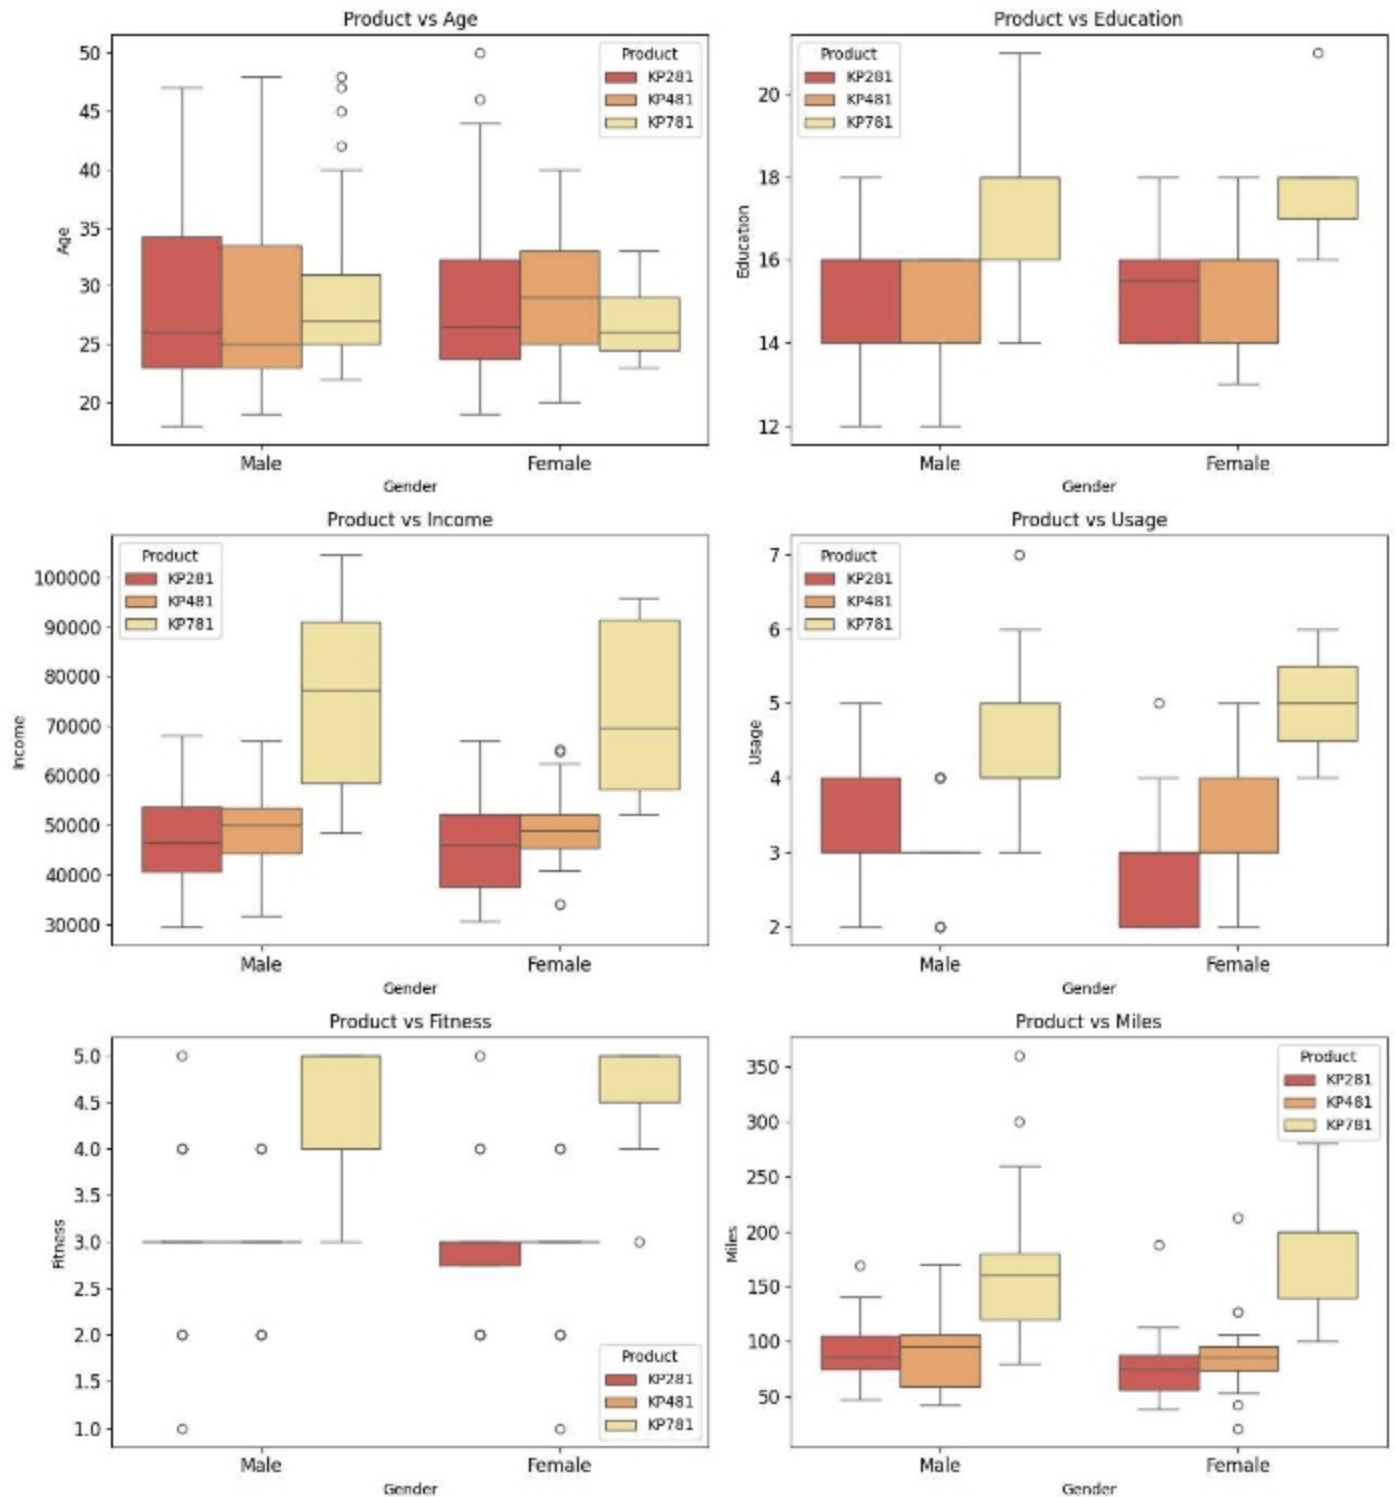 Product vs Age
Product
KP281
KP481
KP781
50
45
40
35
30
25
20
Age
Male
Female
Gender
Product vs Education
Product
KP281
KP481
KP781
20
18
16
14
12
Education
Male
Female
Gender
Product vs Income
Product
KP281
KP481
KP781
100000
90000
80000
70000
60000
50000
40000
30000
Income
Male
Female
Gender
Product vs Usage
Product
KP281
KP481
KP781
7
6
5
4
3
2
Usage
Male
Female
Gender
Product vs Fitness
5.0
4.5
4.0
3.5
3.0
2.5
2.0
1.5
1.0
Fitness
Product
KP281
KP481
KP781
Male
Female
Gender
Product vs Miles
Product
KP281
KP481
KP781
350
300
250
200
150
100
50
Miles
Male
Female
Gender